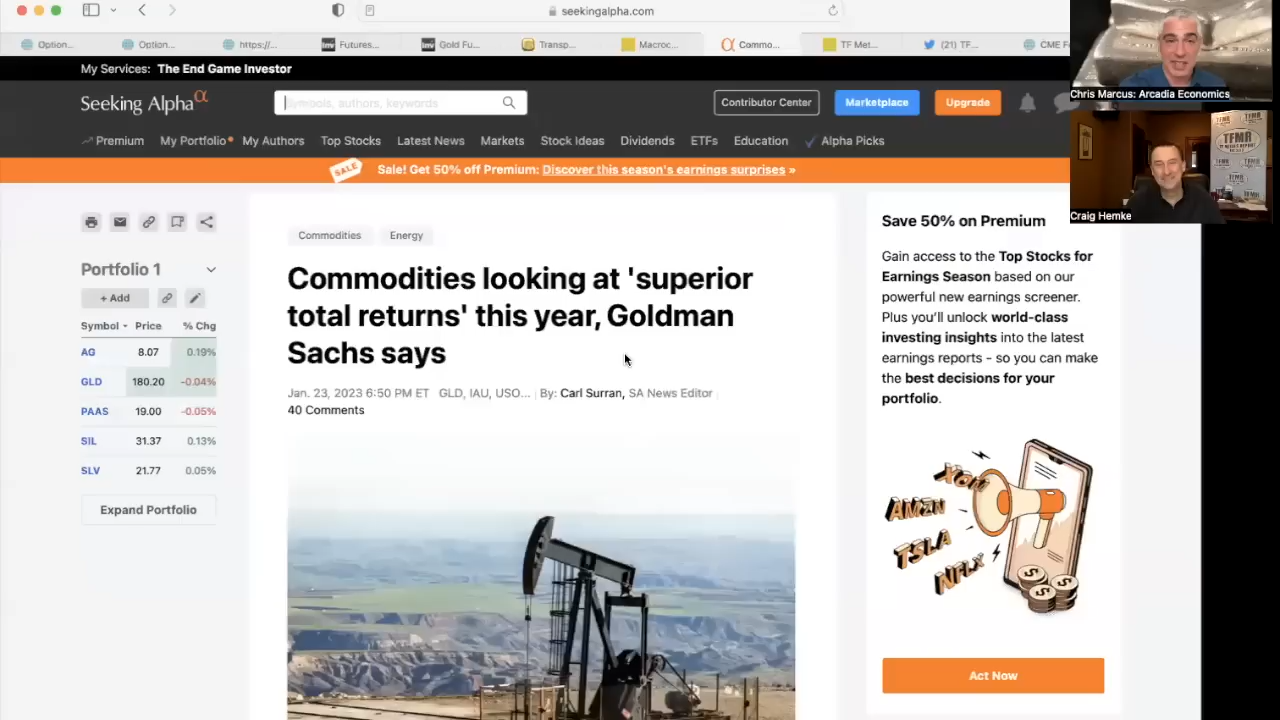 seekingalpha.com
Option...
Option...
https://...
Futures...
Gold Fu...
Transp...
Macroc...
Commo...
TF Met...
(21) TF...
CME F
My Services: The End Game Investor
Seeking Alpha α
Symbols, authors, keywords
Contributor Center
Marketplace
Upgrade
Premium
My Portfolio
My Authors
Top Stocks
Latest News
Markets
Stock Ideas
Dividends
ETFs
Education
Alpha Picks
SALE
Sale! Get 50% off Premium: Discover this season's earnings surprises »
Chris Marcus: Arcadia Economics
TFMR
TFMR
TFMR
Craig Hemke
Portfolio 1
+ Add
Symbol Price % Chg
AG 8.07 0.19%
GLD 180.20 -0.04%
PAAS 19.00 -0.05%
SIL 31.37 0.13%
SLV 21.77 0.05%
Expand Portfolio
Commodities
Energy
Commodities looking at 'superior
total returns' this year, Goldman
Sachs says
Jan. 23, 2023 6:50 PM ET GLD, IAU, USO... By: Carl Surran, SA News Editor
40 Comments
Save 50% on Premium
Gain access to the Top Stocks for
Earnings Season based on our
powerful new earnings screener.
Plus you'll unlock world-class
investing insights into the latest
earnings reports - so you can make
the best decisions for your
portfolio.
XOM
AMZN
TSLA
NFLX
Act Now